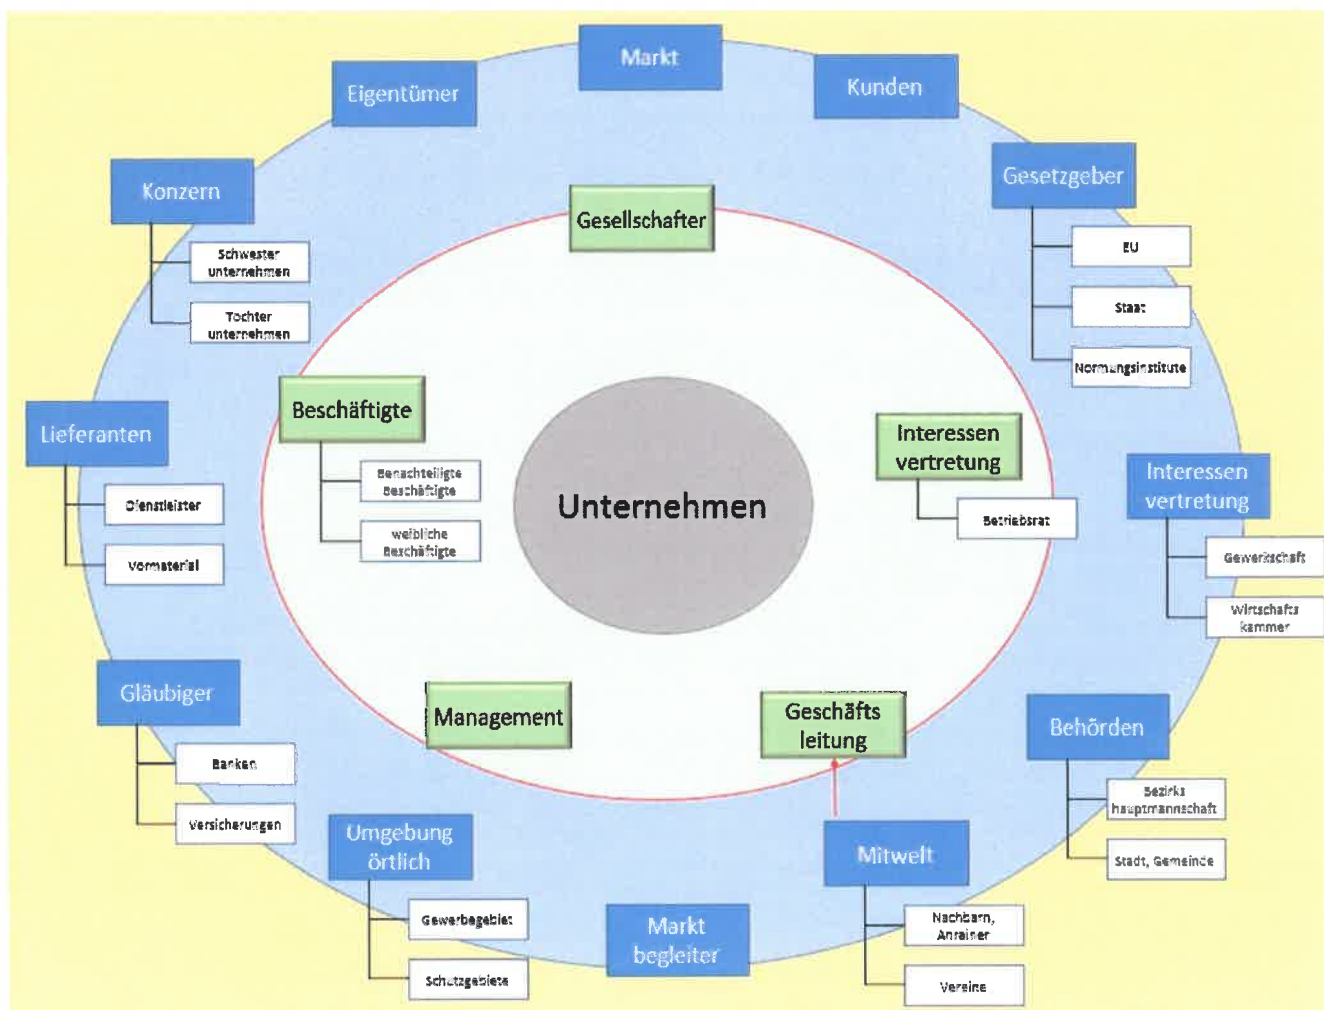 Markt
Eigentümer
Kunden
Konzern
Schwester
unternehmen
Tochter
unternehmen
Gesellschafter
Gesetzgeber
EU
Staat
Normungsinstitute
Lieferanten
Dienstleister
Vormaterial
Beschäftigte
Benachteiligte
Beschäftigte
weibliche
Beschäftigte
Unternehmen
Interessen
vertretung
Betriebsrat
Interessen
vertretung
Gewerkschaft
Wirtschafts
kammer
Gläubiger
Banken
Versicherungen
Management
Geschäfts
leitung
Behörden
Bezirks
hauptmannschaft
Stadt, Gemeinde
Umgebung
örtlich
Gewerbegebiet
Schutzgebiete
Markt
begleiter
Mitwelt
Nachbarn,
Anrainer
Vereine